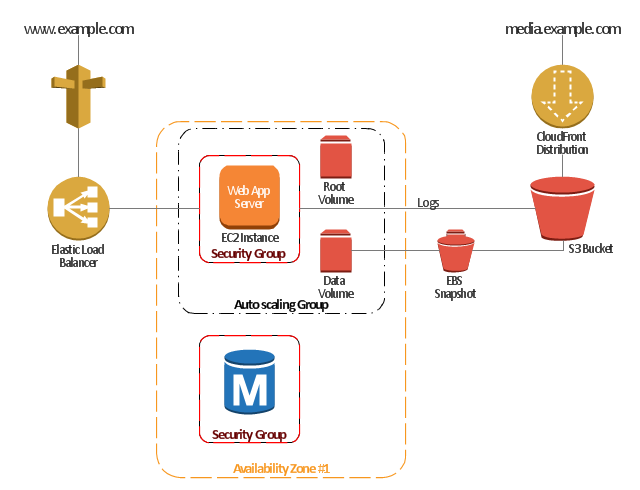 www.example.com
media.example.com
CloudFront
Distribution
Root
Volume
Web App
Server
EC2 Instance
Security Group
Logs
Elastic Load
Balancer
S3 Bucket
Data
Volume
EBS
Snapshot
Auto scaling Group
M
Security Group
Availability Zone #1